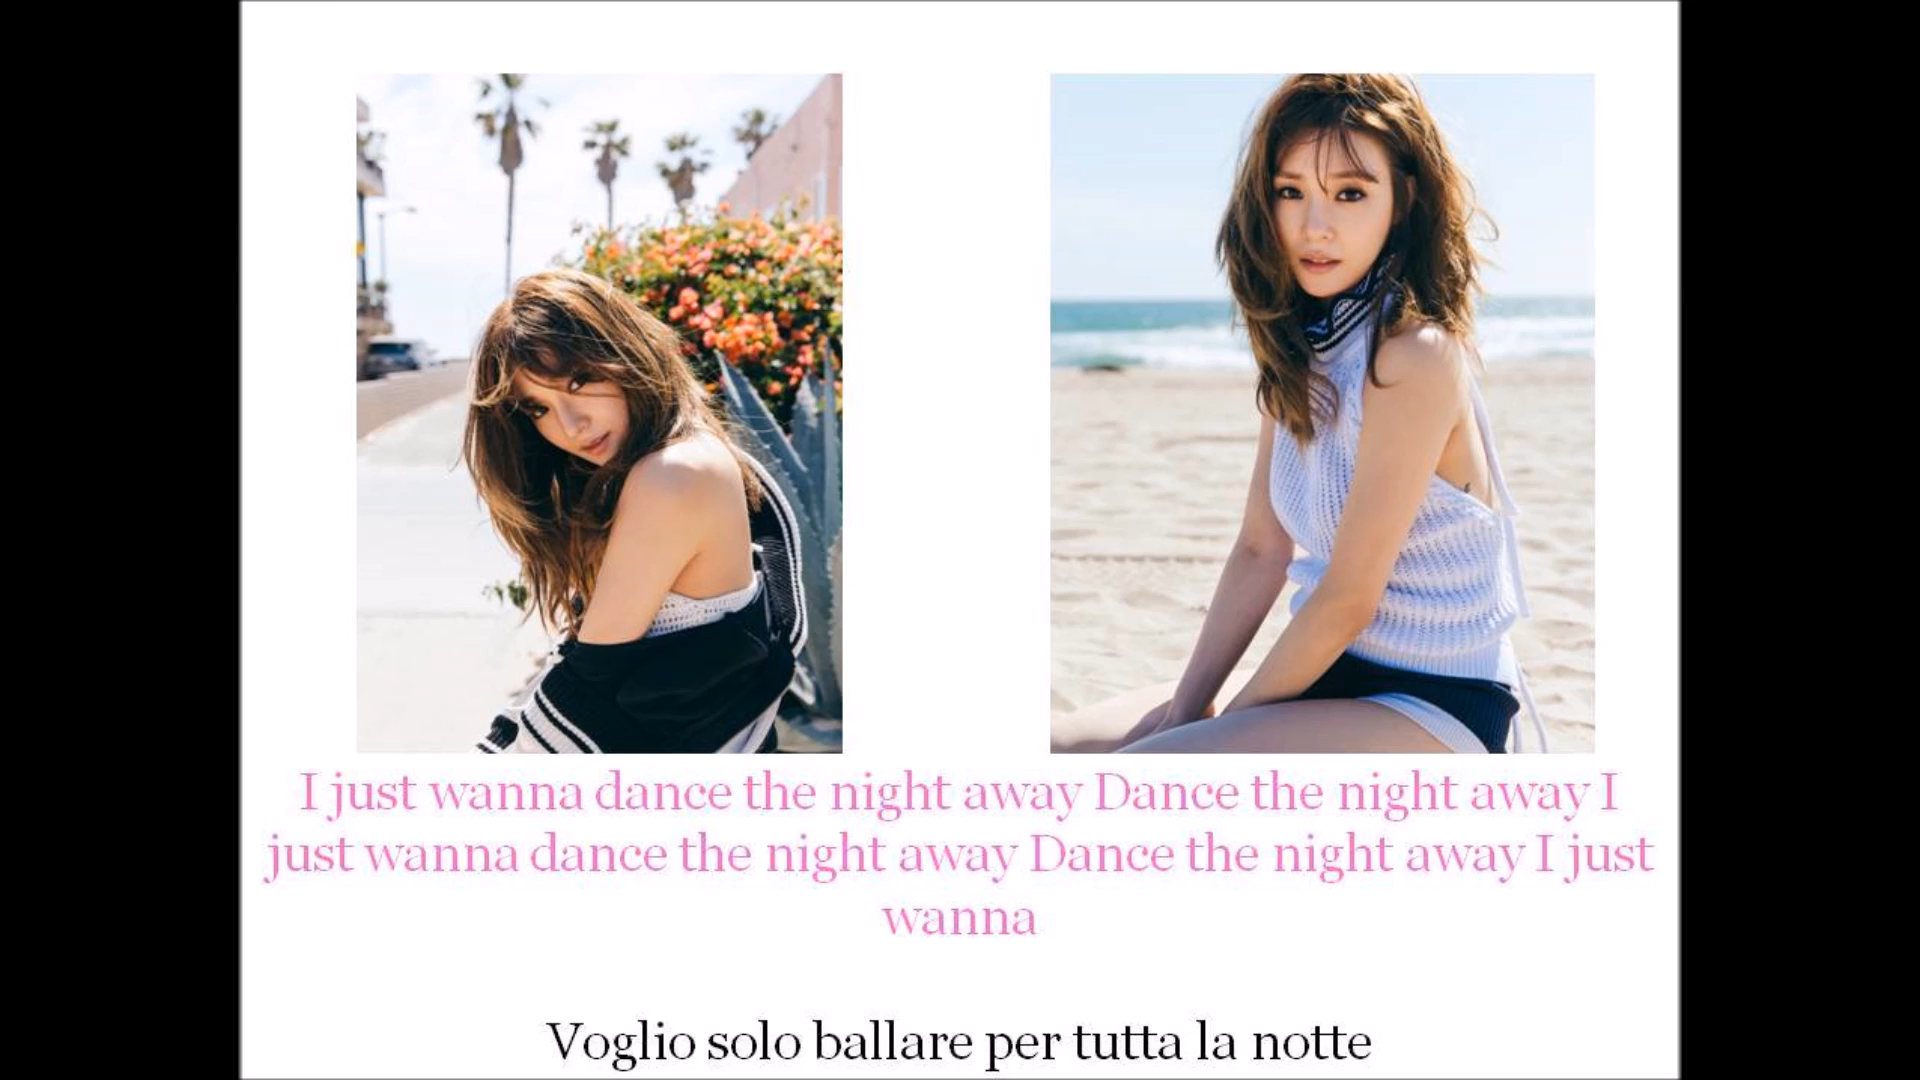 I just wanna dance the night away Dance the night away I
just wanna dance the night away Dance the night away I just
wanna
Voglio solo ballare per tutta la notte